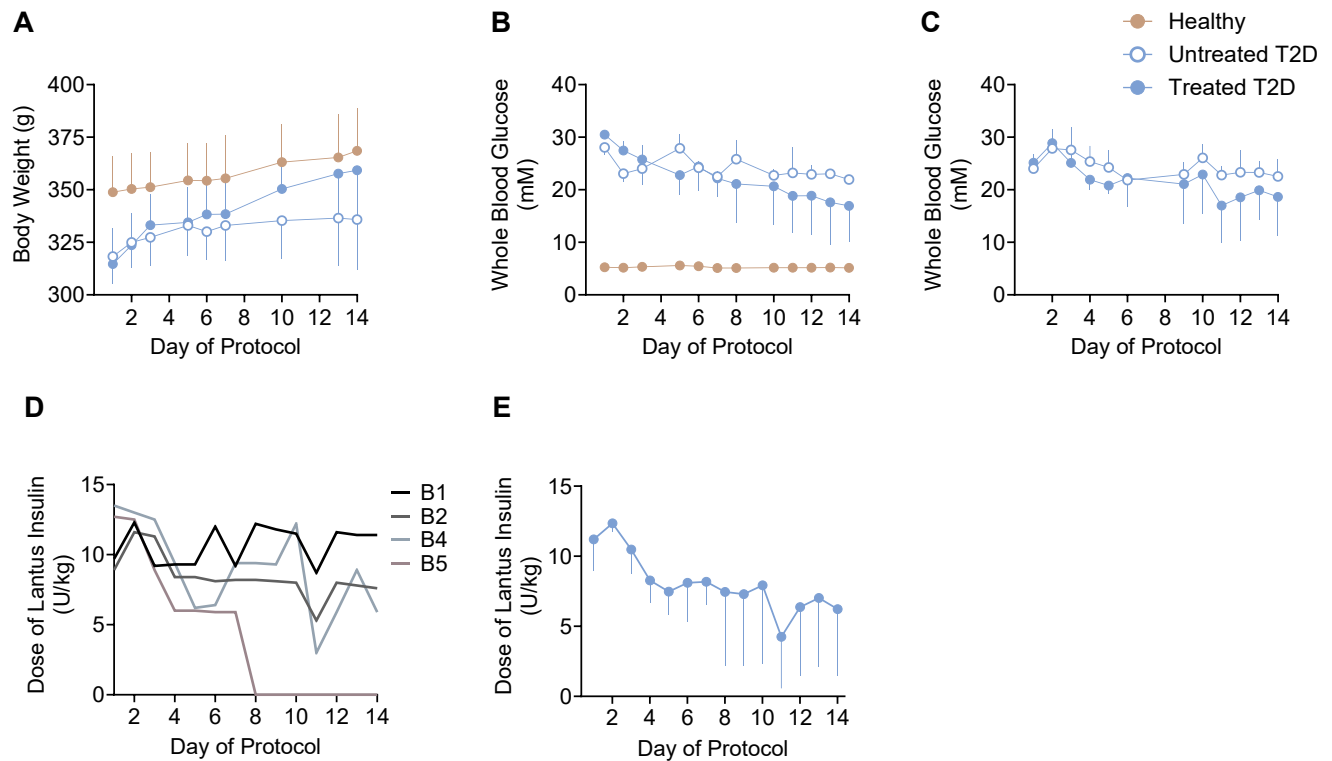 A
B
C
Healthy
Untreated T2D
Treated T2D
Body Weight (g)
400
375
350
325
300
2 4 6 8 10 12 14
Day of Protocol
Whole Blood Glucose
(mM)
40
30
20
10
0
2 4 6 8 10 12 14
Day of Protocol
Whole Blood Glucose
(mM)
40
30
20
10
0
2 4 6 8 10 12 14
Day of Protocol
D
E
Dose of Lantus Insulin
(U/kg)
15
10
5
0
2 4 6 8 10 12 14
Day of Protocol
B1
B2
B4
B5
Dose of Lantus Insulin
(U/kg)
15
10
5
0
2 4 6 8 10 12 14
Day of Protocol